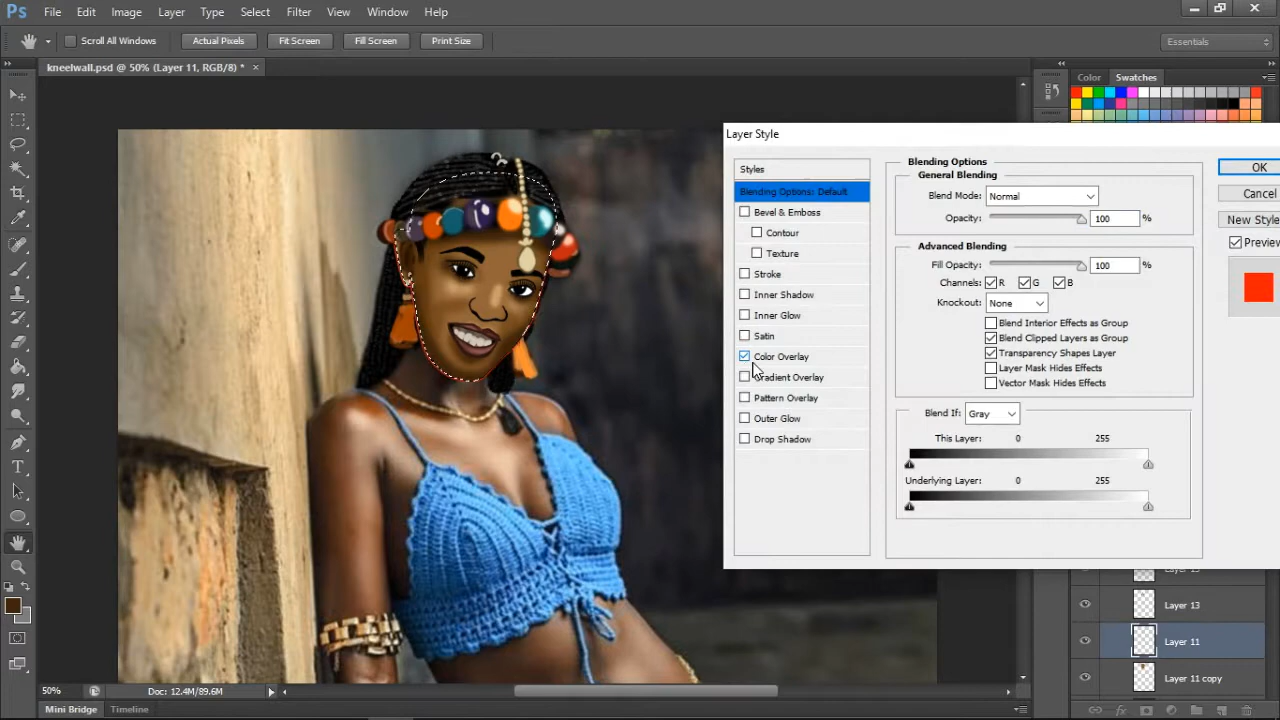 Ps File Edit Image Layer Type Select Filter View Window Help
Scroll All Windows Actual Pixels Fit Screen Fill Screen Print Size Essentials
kneelwall.psd @ 50% (Layer 11, RGB/8) * ×
Color Swatches
Layer Style
Styles
Blending Options: Default
Bevel & Emboss
Contour
Texture
Stroke
Inner Shadow
Inner Glow
Satin
Color Overlay
Gradient Overlay
Pattern Overlay
Outer Glow
Drop Shadow
Blending Options
General Blending
Blend Mode: Normal
Opacity: 100 %
Advanced Blending
Fill Opacity: 100 %
Channels: R G B
Knockout: None
Blend Interior Effects as Group
Blend Clipped Layers as Group
Transparency Shapes Layer
Layer Mask Hides Effects
Vector Mask Hides Effects
Blend If: Gray
This Layer: 0 255
Underlying Layer: 0 255
OK
Cancel
New Style
Preview
Layer 13
Layer 11
Layer 11 copy
50% Doc: 12.4M/89.6M
Mini Bridge Timeline